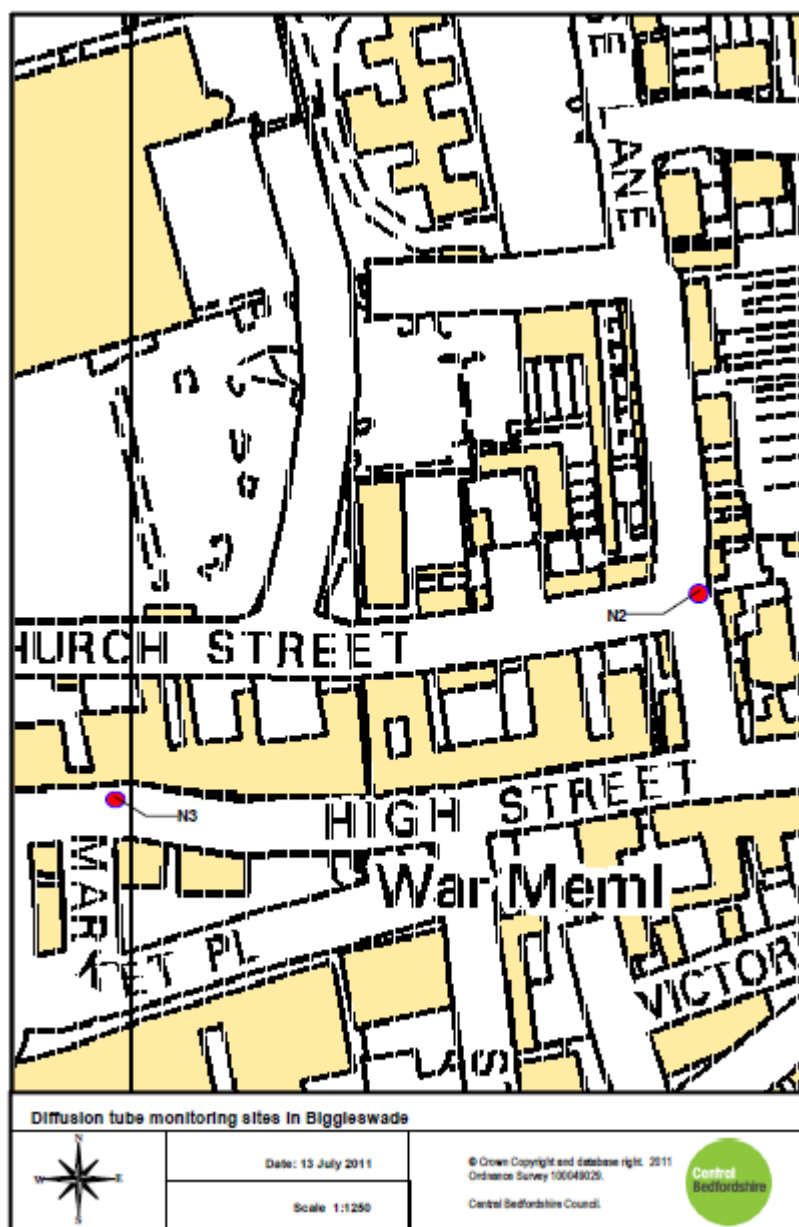 SE LANE
N2
HURCH STREET
N3
HIGH STREET
MARKET PL
War Meml
VICTOR
Diffusion tube monitoring sites in Biggleswade
N
W E
S
Date: 13 July 2011
Scale 1:1250
© Crown Copyright and database right. 2011
Ordnance Survey 100049029.
Central Bedfordshire Council.
Central
Bedfordshire